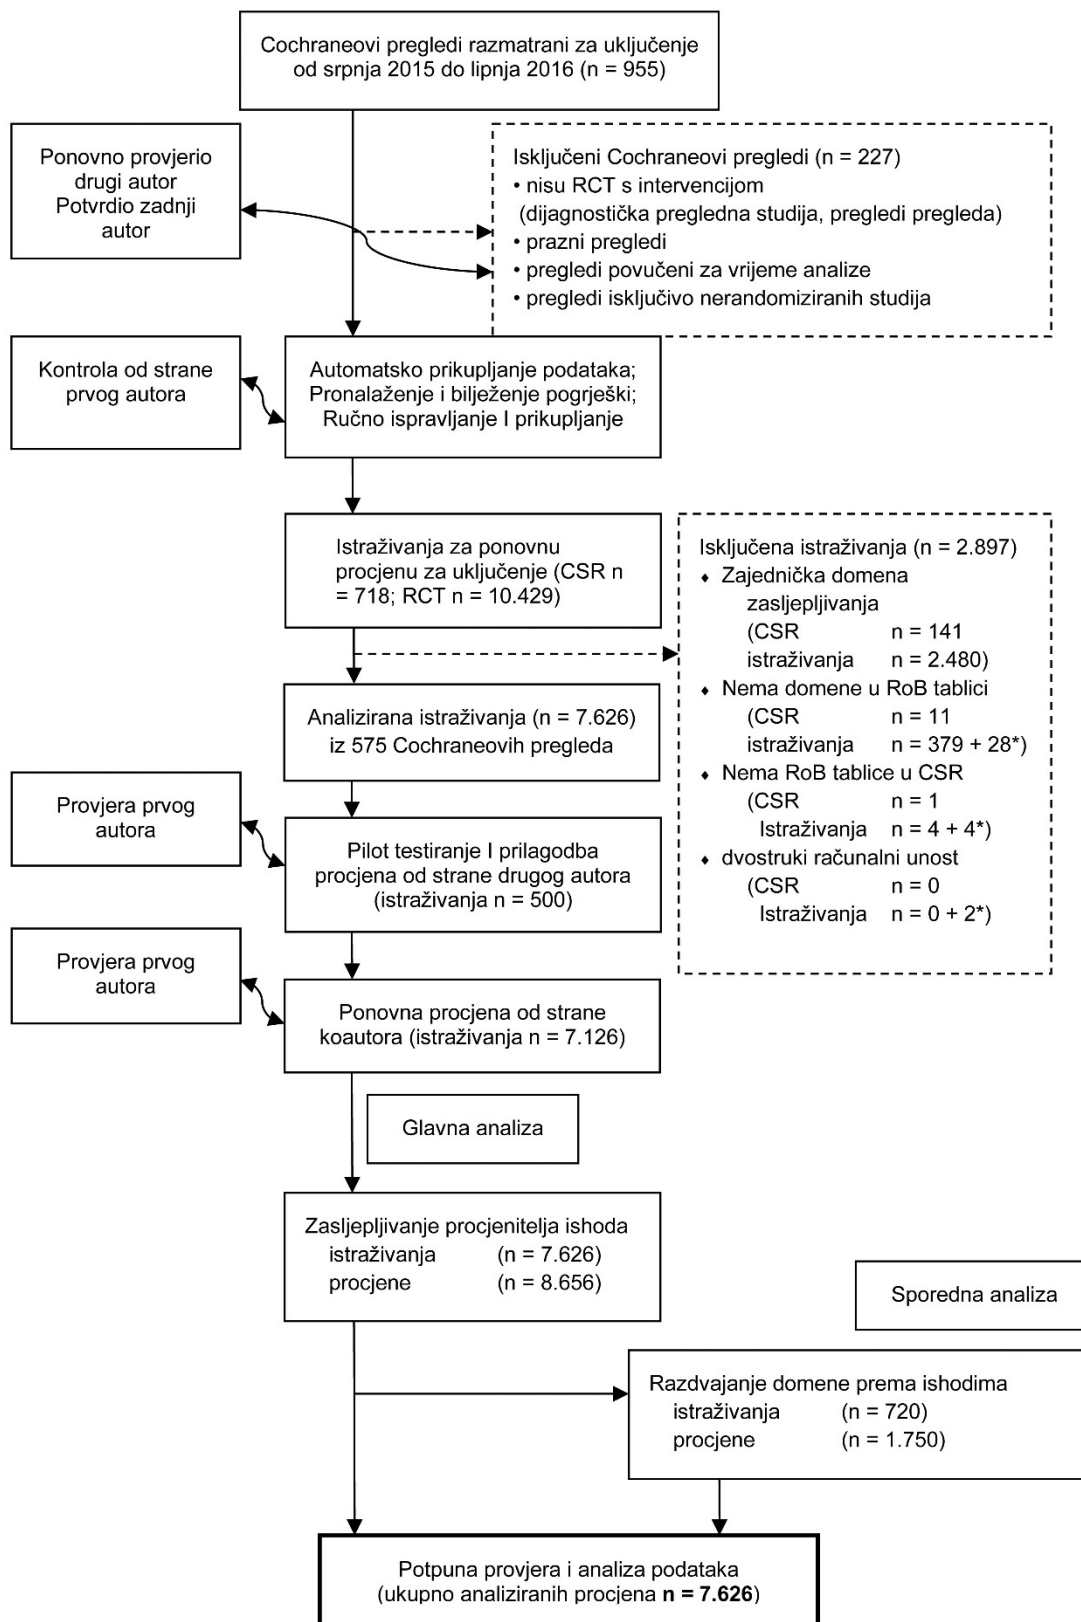 Cochraneovi pregledi razmatrani za uključenje
od srpnja 2015 do lipnja 2016 (n = 955)
Ponovno provjerio
drugi autor
Potvrdio zadnji
autor
Isključeni Cochraneovi pregledi (n = 227)
• nisu RCT s intervencijom
(dijagnostička pregledna studija, pregledi pregleda)
• prazni pregledi
• pregledi povučeni za vrijeme analize
• pregledi isključivo nerandomiziranih studija
Kontrola od strane
prvog autora
Automatsko prikupljanje podataka;
Pronalaženje i bilježenje pogrješki;
Ručno ispravljanje I prikupljanje
Istraživanja za ponovnu
procjenu za uključenje (CSR n
= 718; RCT n = 10.429)
Isključena istraživanja (n = 2.897)
♦ Zajednička domena
zasljepljivanja
(CSR n = 141
istraživanja n = 2.480)
♦ Nema domene u RoB tablici
(CSR n = 11
istraživanja n = 379 + 28*)
♦ Nema RoB tablice u CSR
(CSR n = 1
Istraživanja n = 4 + 4*)
♦ dvostruki računalni unost
(CSR n = 0
Istraživanja n = 0 + 2*)
Analizirana istraživanja (n = 7.626)
iz 575 Cochraneovih pregleda
Provjera prvog
autora
Pilot testiranje I prilagodba
procjena od strane drugog autora
(istraživanja n = 500)
Provjera prvog
autora
Ponovna procjena od strane
koautora (istraživanja n = 7.126)
Glavna analiza
Zasljepljivanje procjenitelja ishoda
istraživanja (n = 7.626)
procjene (n = 8.656)
Sporedna analiza
Razdvajanje domene prema ishodima
istraživanja (n = 720)
procjene (n = 1.750)
Potpuna provjera i analiza podataka
(ukupno analiziranih procjena n = 7.626)